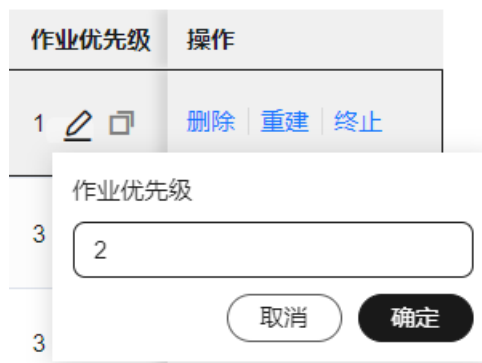 作业优先级 操作
1 删除 重建 终止
作业优先级
3
2
取消 确定
3